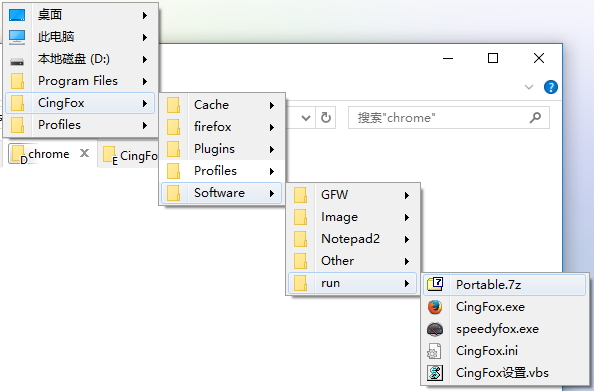 桌面
此电脑
本地磁盘 (D:)
Program Files
CingFox
Profiles
搜索"chrome"
D chrome
E CingFo
Cache
firefox
Plugins
Profiles
Software
GFW
Image
Notepad2
Other
run
Portable.7z
CingFox.exe
speedyfox.exe
CingFox.ini
CingFox设置.vbs